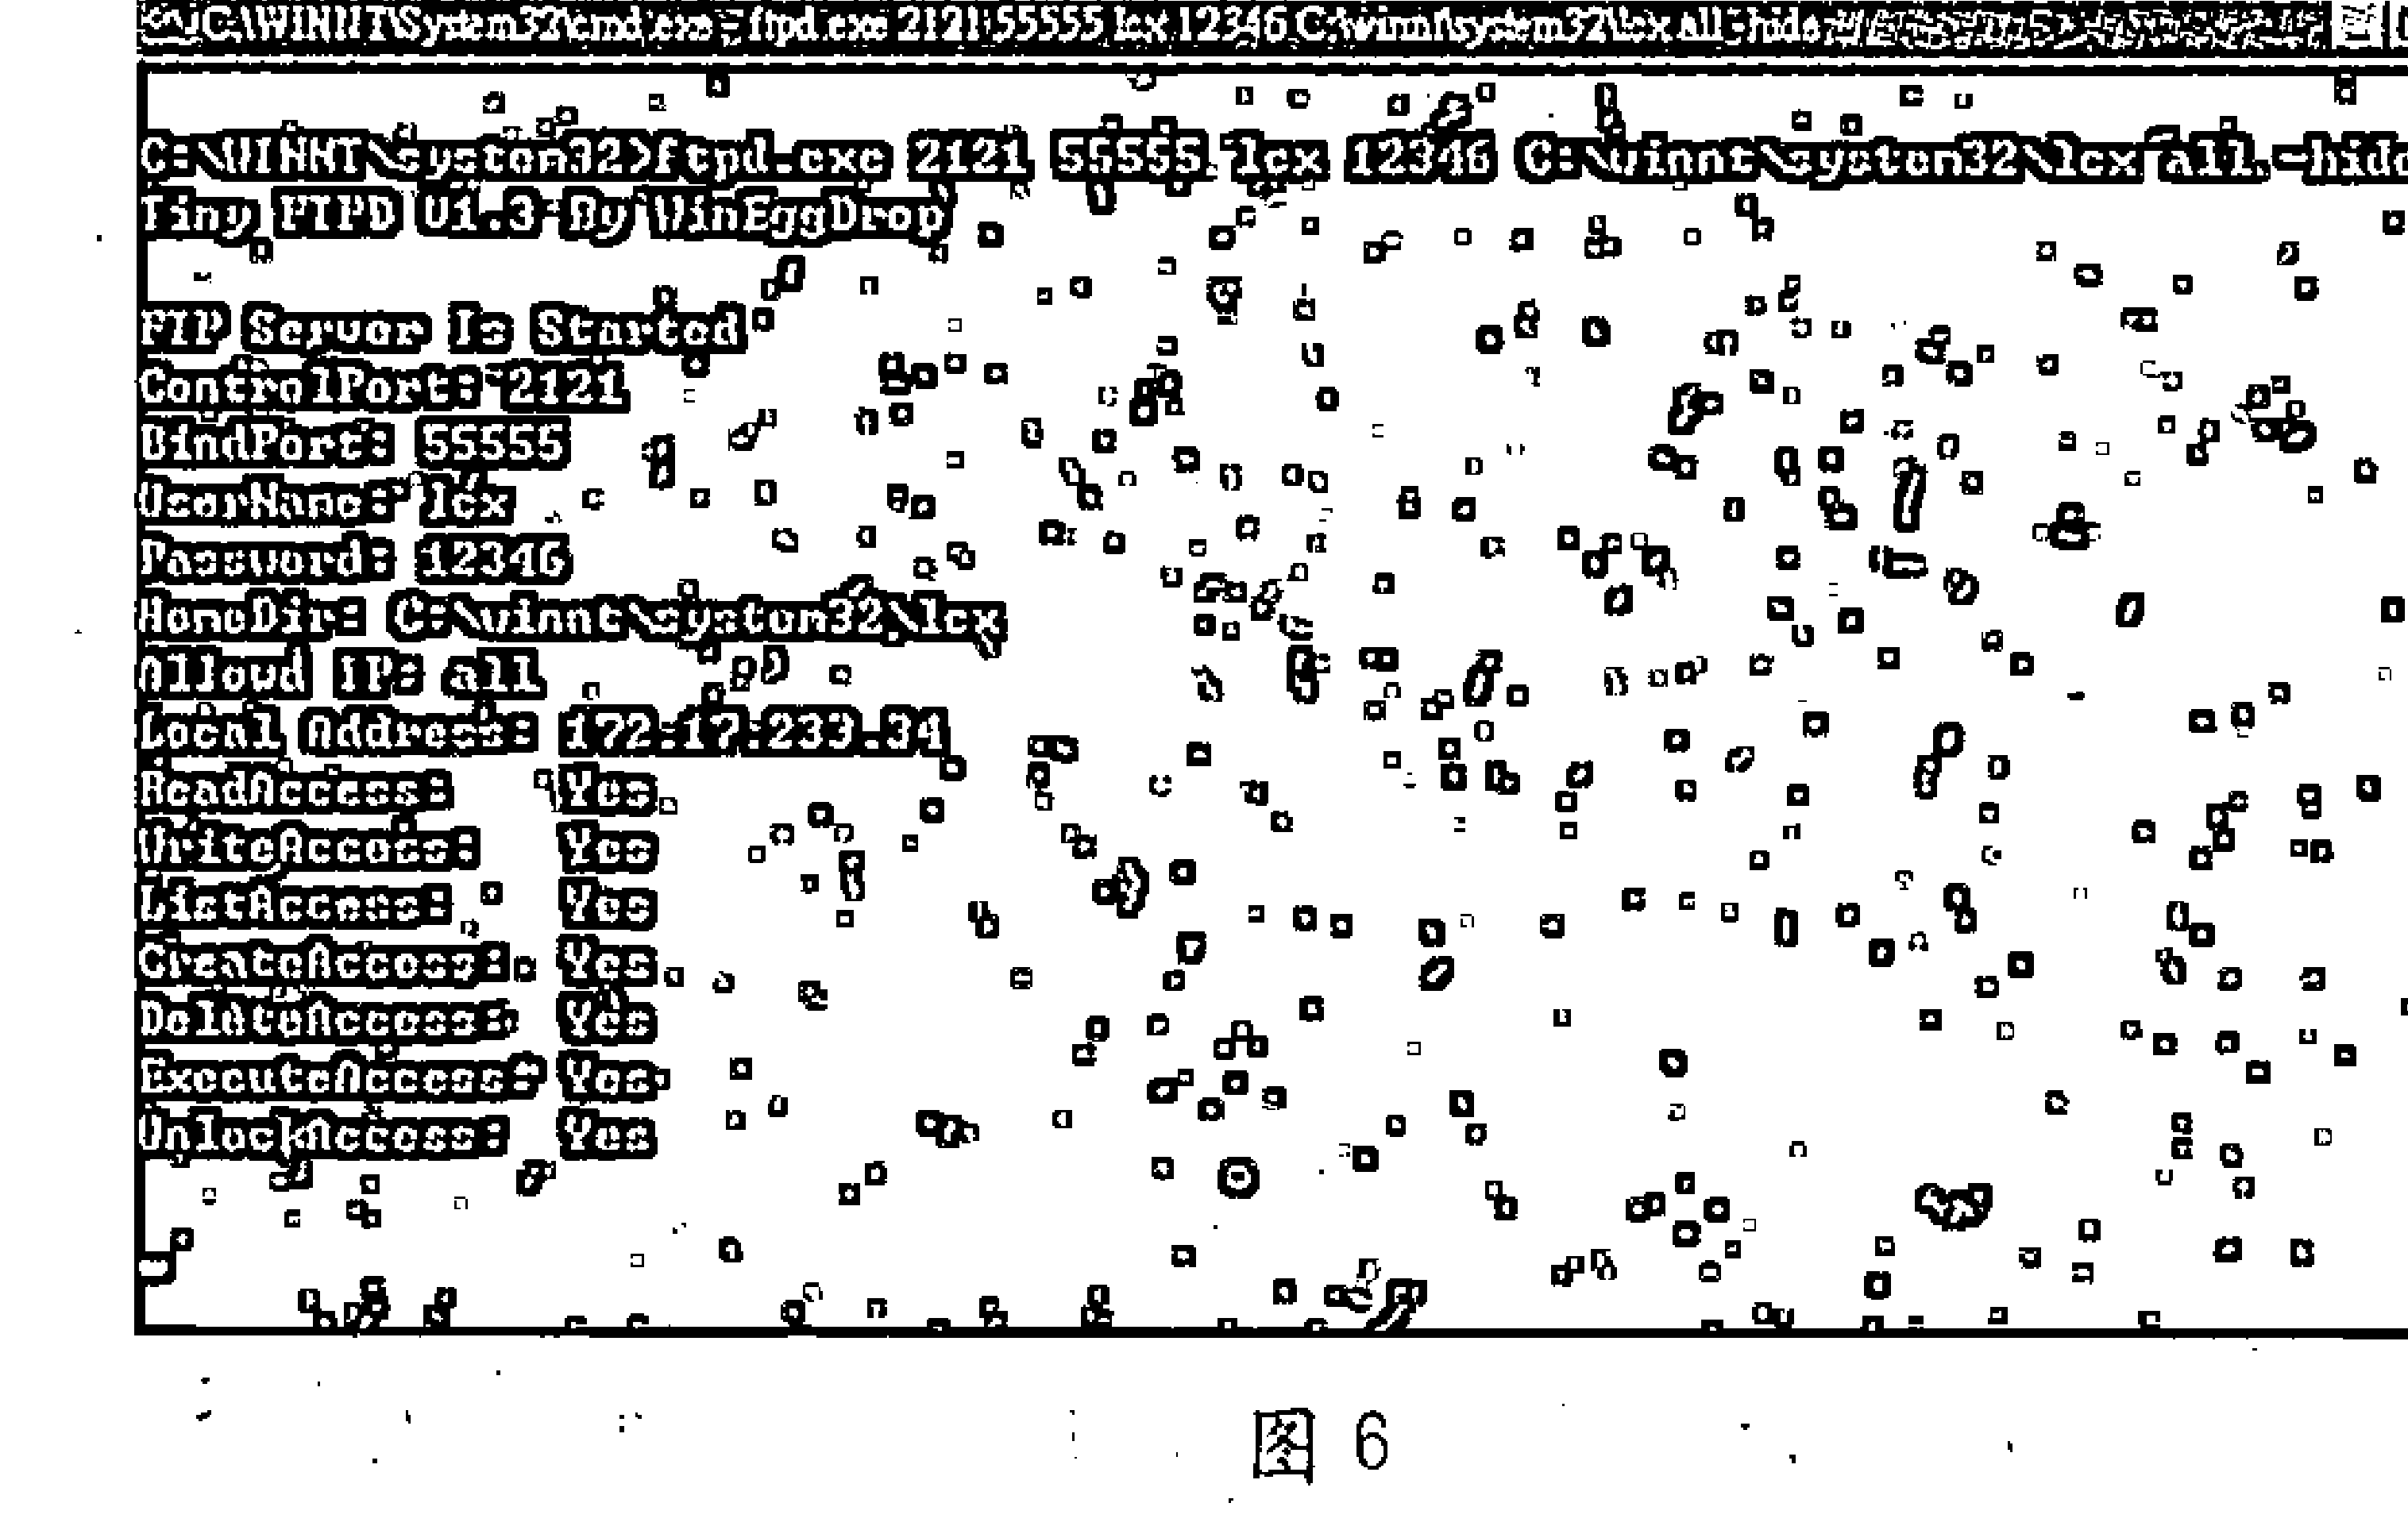 C:\WINNT\System32\cmd.exe - ftpd.exe 2121 55555 lcx 12346 C:\winnt\system32\lcx all -hide
C:\WINNT\system32>ftpd.exe 2121 55555 lcx 12346 C:\winnt\system32\lcx all -hide
Tiny FTPD V1.3 By WinEggDrop
FTP Server Is Started
ControlPort: 2121
BindPort: 55555
UserName: lcx
Password: 12346
HomeDir: C:\winnt\system32\lcx
Allowd IP: all
Local Address: 172.17.233.34
ReadAccess: Yes
WriteAccess: Yes
ListAccess: Yes
CreateAccess: Yes
DeleteAccess: Yes
ExecuteAccess: Yes
UnlockAccess: Yes
图 6